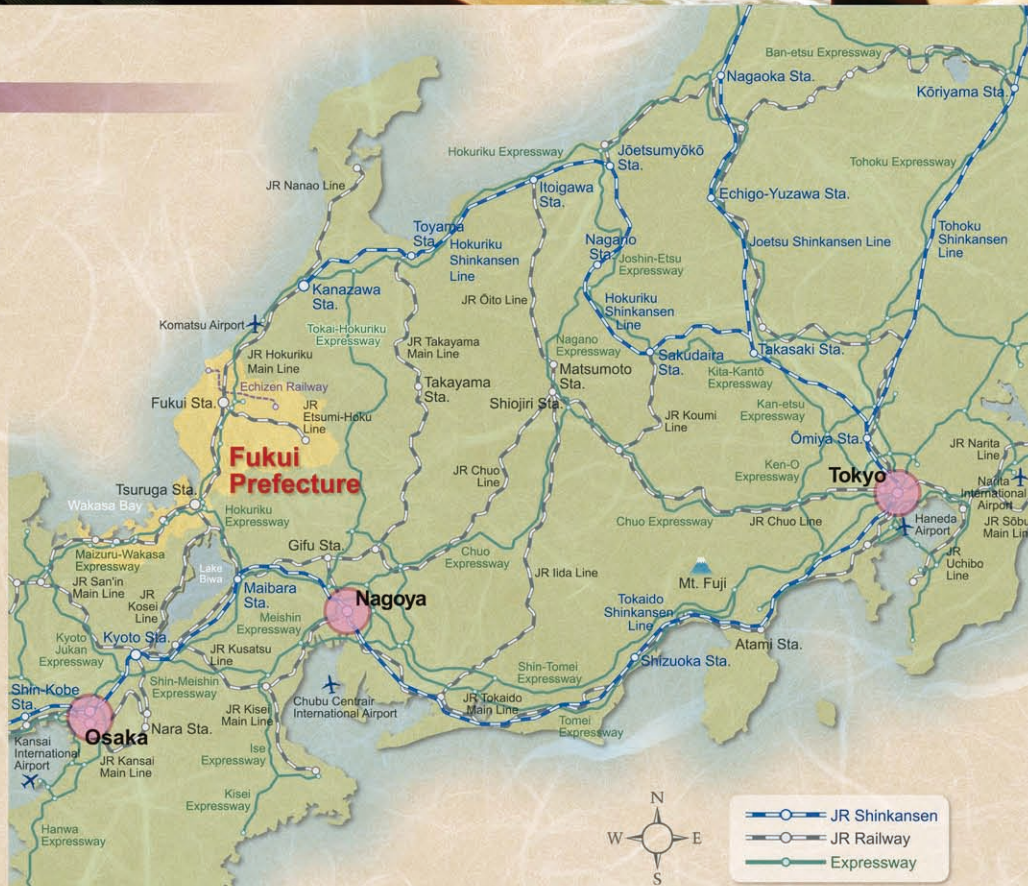 Ban-etsu Expressway
Nagaoka Sta.
Kōriyama Sta.
Hokuriku Expressway
Jōetsumyōkō
Sta.
Tohoku Expressway
JR Nanao Line
Itoigawa
Sta.
Echigo-Yuzawa Sta.
Toyama
Sta.
Hokuriku
Shinkansen
Line
Nagano
Sta.
Joshin-Etsu
Expressway
Joetsu Shinkansen Line
Tohoku
Shinkansen
Line
Kanazawa
Sta.
JR Ōito Line
Hokuriku
Shinkansen
Line
Komatsu Airport
Tokai-Hokuriku
Expressway
JR Takayama
Main Line
Nagano
Expressway
Sakudaira
Sta.
Takasaki Sta.
JR Hokuriku
Main Line
Echizen Railway
Takayama
Sta.
Matsumoto
Sta.
Kita-Kantō
Expressway
Fukui Sta.
JR
Etsumi-Hoku
Line
Shiojiri Sta.
JR Koumi
Line
Kan-etsu
Expressway
Ōmiya Sta.
Fukui
Prefecture
JR Chuo
Line
Ken-O
Expressway
Tokyo
JR Narita
Line
Narita
International
Airport
Tsuruga Sta.
Wakasa Bay
Hokuriku
Expressway
Chuo Expressway
JR Chuo Line
Haneda
Airport
JR Sōbu
Main Line
Maizuru-Wakasa
Expressway
Gifu Sta.
Chuo
Expressway
JR Iida Line
Mt. Fuji
JR
Uchibo
Line
JR San'in
Main Line
JR
Kosei
Line
Lake
Biwa
Maibara
Sta.
Nagoya
Tokaido
Shinkansen
Line
Kyoto
Jukan
Expressway
Kyoto Sta.
Meishin
Expressway
JR Kusatsu
Line
Atami Sta.
Shin-Meishin
Expressway
Shin-Tomei
Expressway
Shizuoka Sta.
Shin-Kobe
Sta.
Osaka
Nara Sta.
JR Kisei
Main Line
Chubu Centrair
International Airport
JR Tokaido
Main Line
Tomei
Expressway
Kansai
International
Airport
JR Kansai
Main Line
Ise
Expressway
Kisei
Expressway
Hanwa
Expressway
N
W
E
S
JR Shinkansen
JR Railway
Expressway